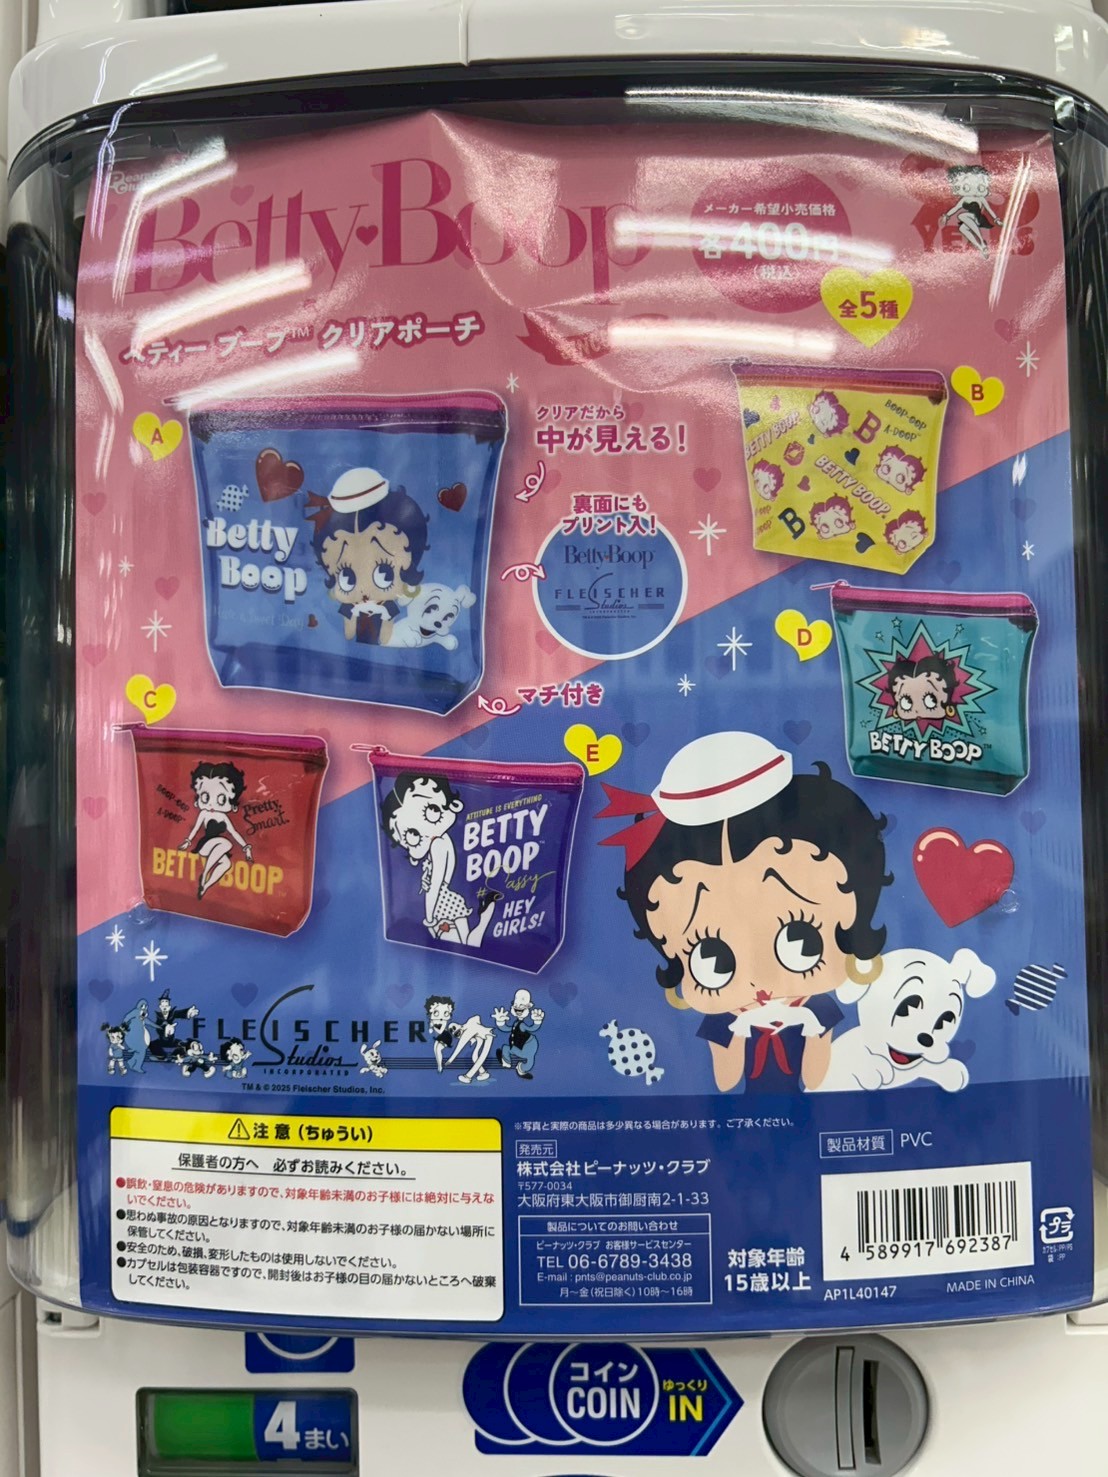 Betty Boop
メーカー希望小売価格
各400円
(税込)
YEARS
全5種
ベティー ブープ™ クリアポーチ
A
クリアだから
中が見える!
B
BETTY BOOP
B
BOOP-OOP
A-DOOP
BETTY BOOP
B
裏面にも
プリント入!
Betty Boop
FLEISCHER
Studios
INCORPORATED
Betty
Boop
D
BETTY BOOP™
C
マチ付き
E
BOOP-OOP
A-DOOP
Pretty
Smart.
BETTY BOOP
ATTITUDE IS EVERYTHING
BETTY
BOOP™
HEY
GIRLS!
FLEISCHER
Studios
INCORPORATED
TM & © 2025 Fleischer Studios, Inc.
⚠注意(ちゅうい)
保護者の方へ 必ずお読みください。
●誤飲・窒息の危険がありますので、対象年齢未満のお子様には絶対に与えな
いでください。
●思わぬ事故の原因となりますので、対象年齢未満のお子様の届かない場所に
保管してください。
●安全のため、破損、変形したものは使用しないでください。
●カプセルは包装容器ですので、開封後はお子様の目の届かないところへ破棄
してください。
※写真と実際の商品は多少異なる場合があります。ご了承ください。
発売元
株式会社ピーナッツ・クラブ
〒577-0034
大阪府東大阪市御厨南2-1-33
製品についてのお問い合わせ
ピーナッツ・クラブ お客様サービスセンター
TEL 06-6789-3438
E-mail : pnts@peanuts-club.co.jp
月〜金(祝日除く)10時〜16時
製品材質 PVC
対象年齢
15歳以上
4 589917 692387
プラ
AP1L40147
MADE IN CHINA
4まい
コイン
COIN
ゆっくり
IN